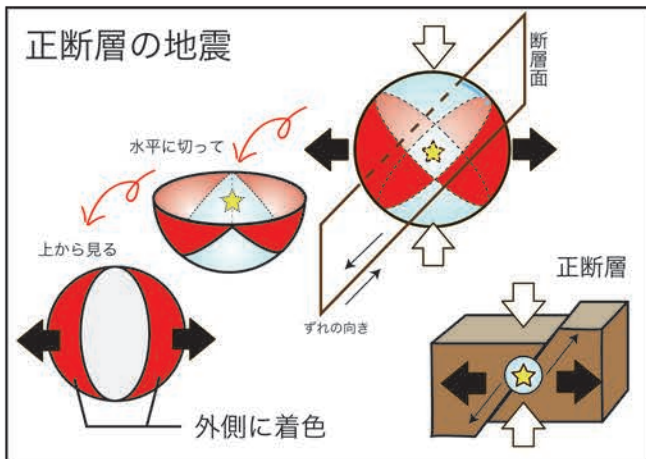 正断層の地震
断層面
水平に切って
上から見る
ずれの向き
正断層
外側に着色